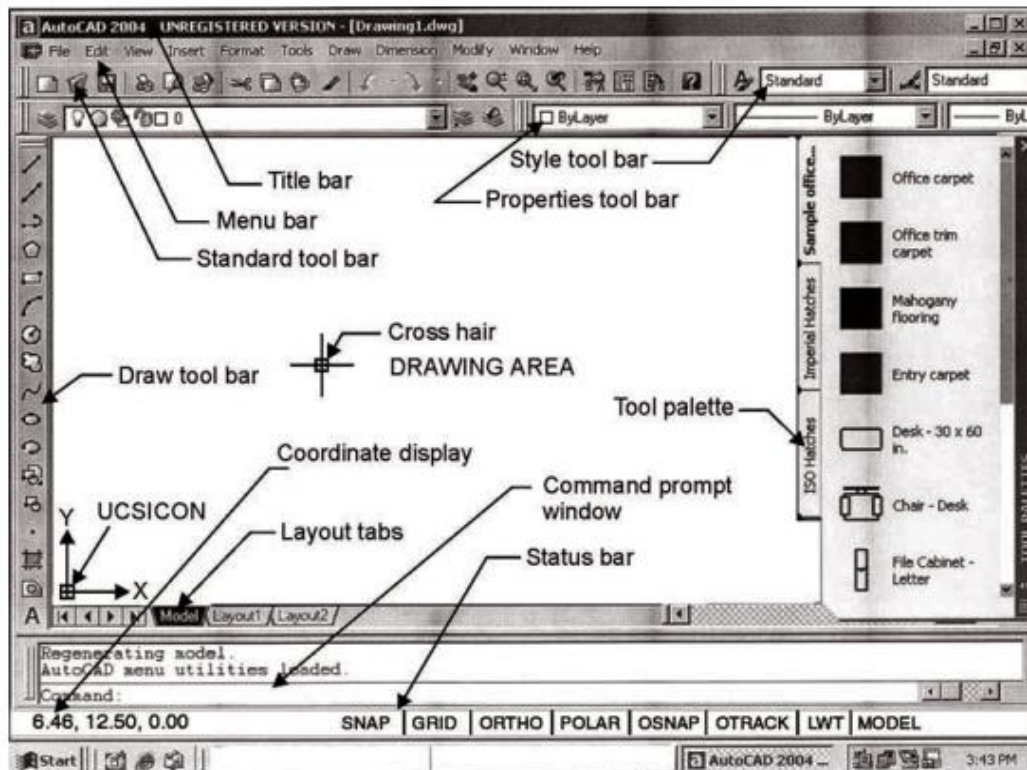 AutoCAD 2004 UNREGISTERED VERSION - [Drawing1.dwg]
File Edit View Insert Format Tools Draw Dimension Modify Window Help
Standard
Standard
0
ByLayer
ByLayer
ByL
Title bar
Menu bar
Standard tool bar
Style tool bar
Properties tool bar
Cross hair
DRAWING AREA
Draw tool bar
Tool palette
Coordinate display
Command prompt
window
UCSICON
Layout tabs
Status bar
Y
X
A
Sample office...
Imperial Hatches
ISO Hatches
Office carpet
Office trim
carpet
Mahogany
flooring
Entry carpet
Desk - 30 x 60
in.
Chair - Desk
File Cabinet -
Letter
Model Layout1 Layout2
Regenerating model.
AutoCAD menu utilities loaded.
Command:
6.46, 12.50, 0.00 SNAP GRID ORTHO POLAR OSNAP OTRACK LWT MODEL
Start AutoCAD 2004 ... 3:43 PM